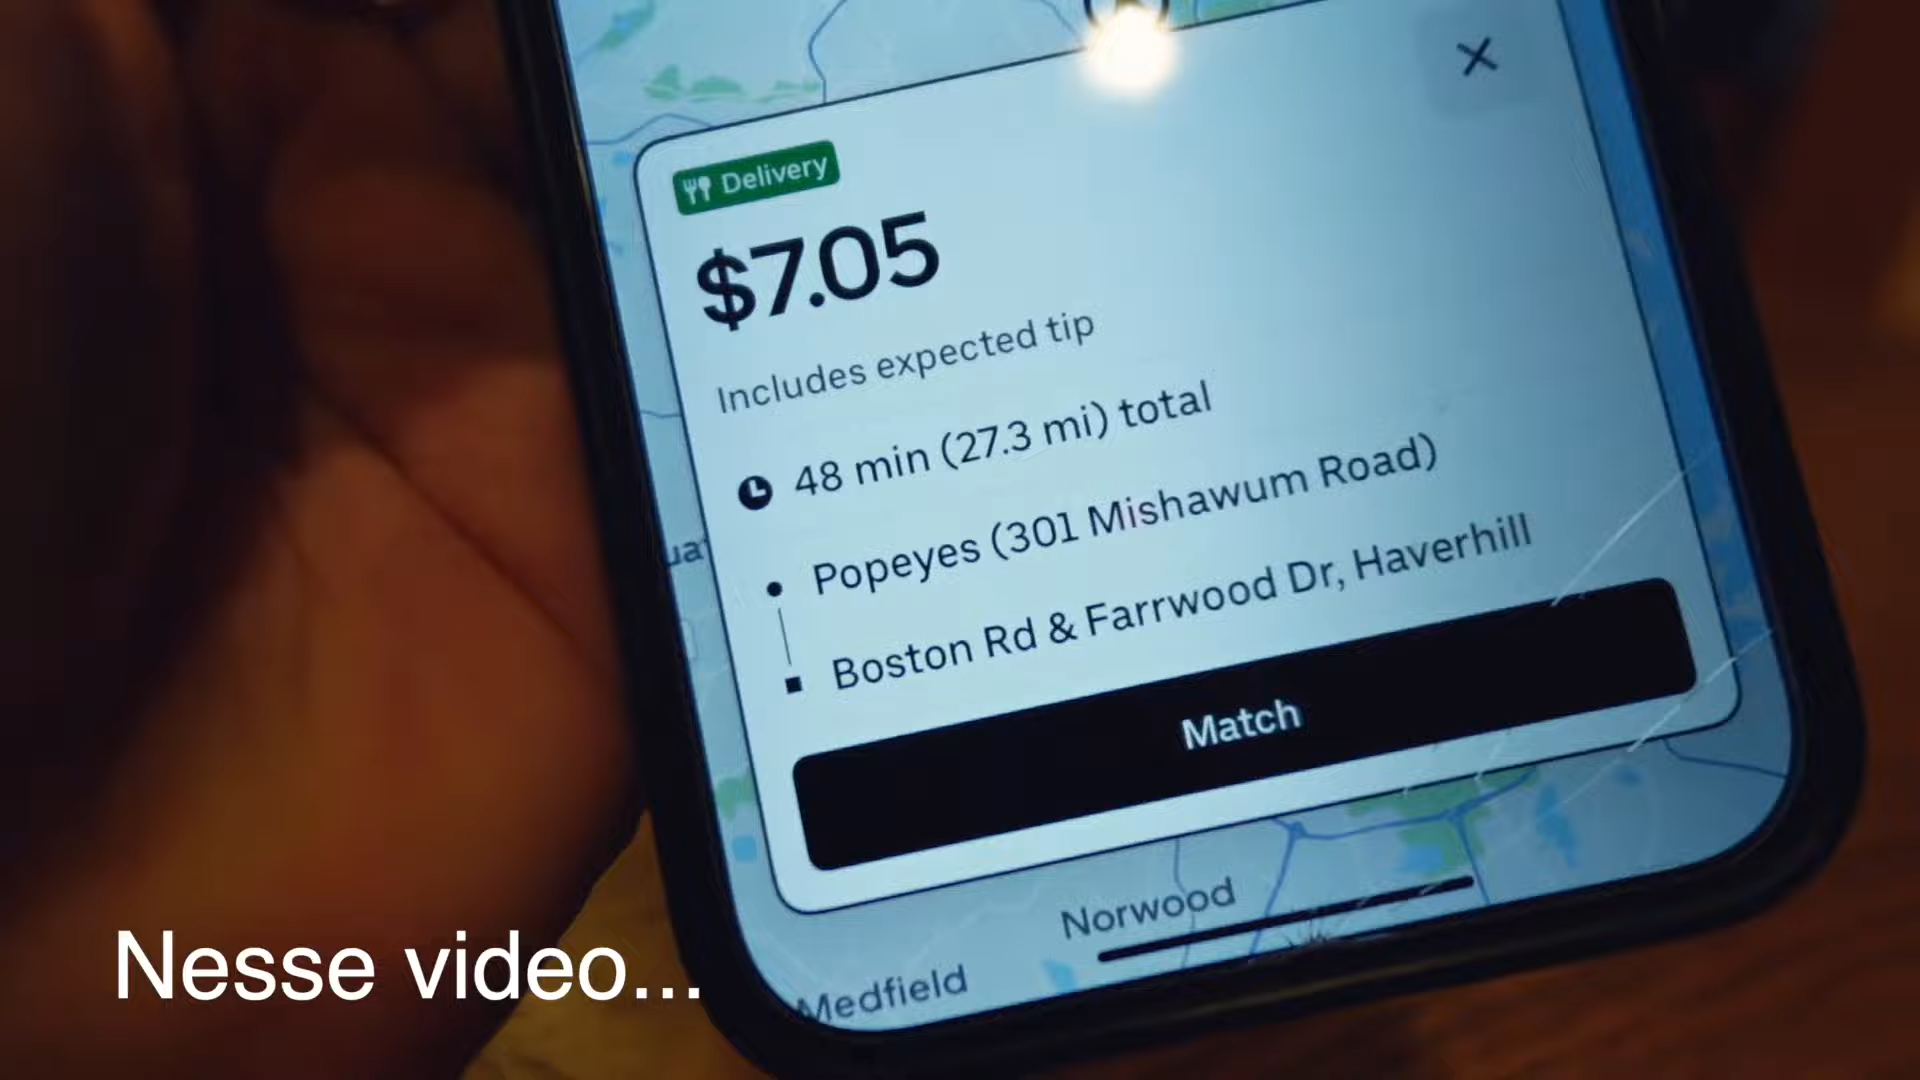 Delivery
$7.05
Includes expected tip
48 min (27.3 mi) total
Popeyes (301 Mishawum Road)
Boston Rd & Farrwood Dr, Haverhill
Match
Norwood
Medfield
Nesse video...